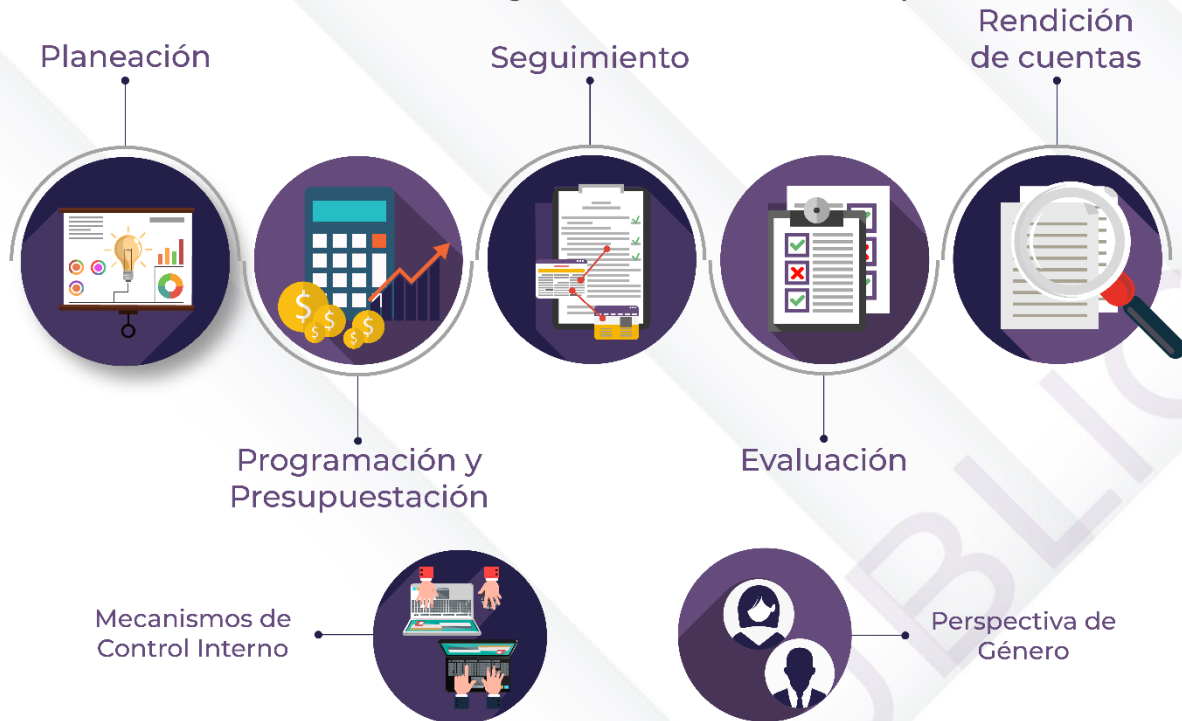 Planeación
Seguimiento
Rendición
de cuentas
Programación y
Presupuestación
Evaluación
Mecanismos de
Control Interno
Perspectiva de
Género